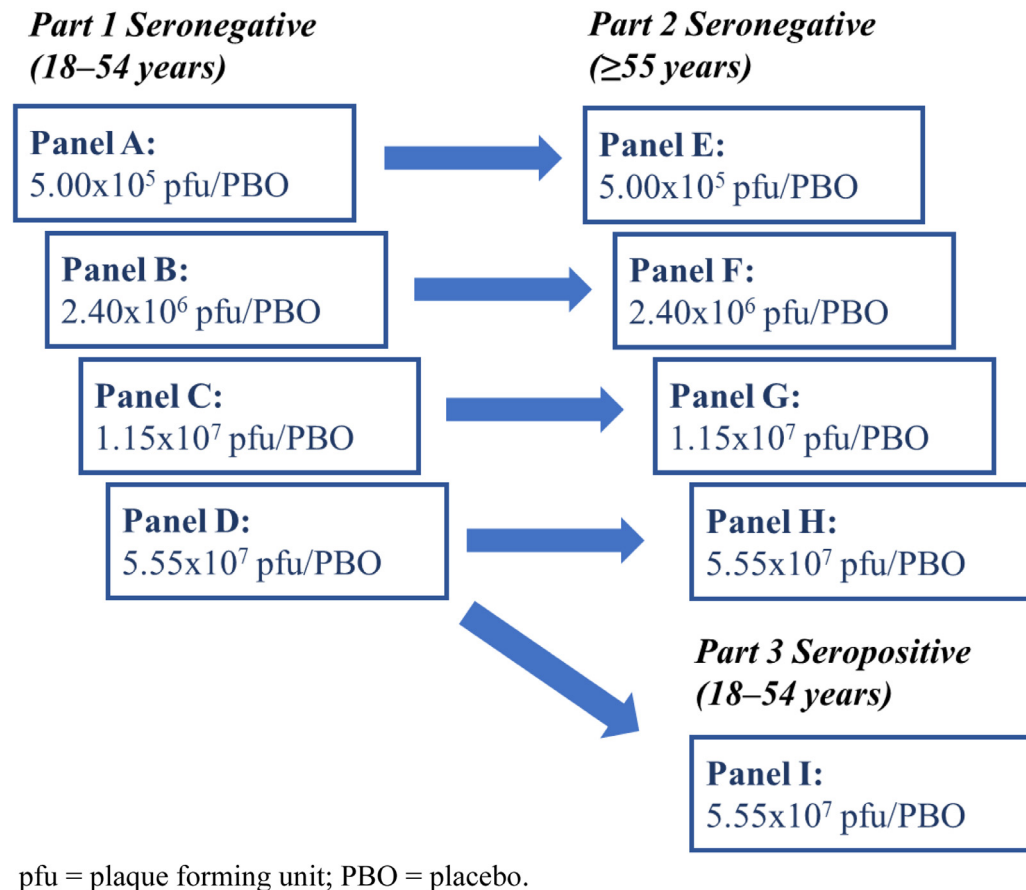 Part 1 Seronegative
(18–54 years)
Part 2 Seronegative
(≥55 years)
Panel A:
5.00x10⁵ pfu/PBO
Panel E:
5.00x10⁵ pfu/PBO
Panel B:
2.40x10⁶ pfu/PBO
Panel F:
2.40x10⁶ pfu/PBO
Panel C:
1.15x10⁷ pfu/PBO
Panel G:
1.15x10⁷ pfu/PBO
Panel D:
5.55x10⁷ pfu/PBO
Panel H:
5.55x10⁷ pfu/PBO
Part 3 Seropositive
(18–54 years)
Panel I:
5.55x10⁷ pfu/PBO
pfu = plaque forming unit; PBO = placebo.